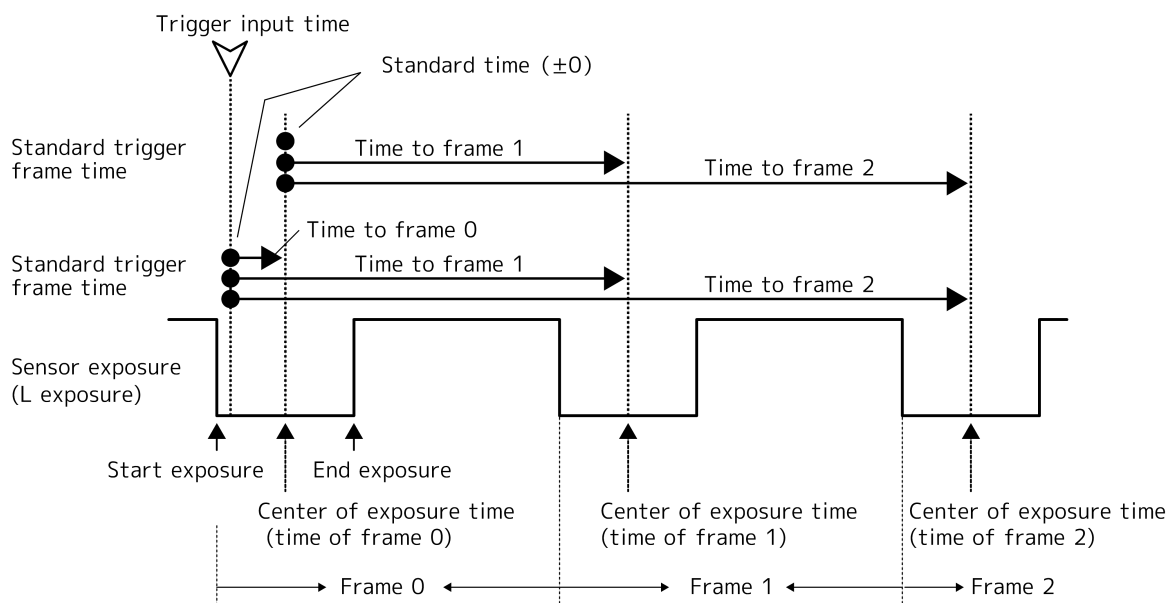 Trigger input time
Standard time (±0)
Standard trigger
frame time
Time to frame 1
Time to frame 2
Time to frame 0
Standard trigger
frame time
Time to frame 1
Time to frame 2
Sensor exposure
(L exposure)
Start exposure
End exposure
Center of exposure time
(time of frame 0)
Center of exposure time
(time of frame 1)
Center of exposure time
(time of frame 2)
Frame 0
Frame 1
Frame 2